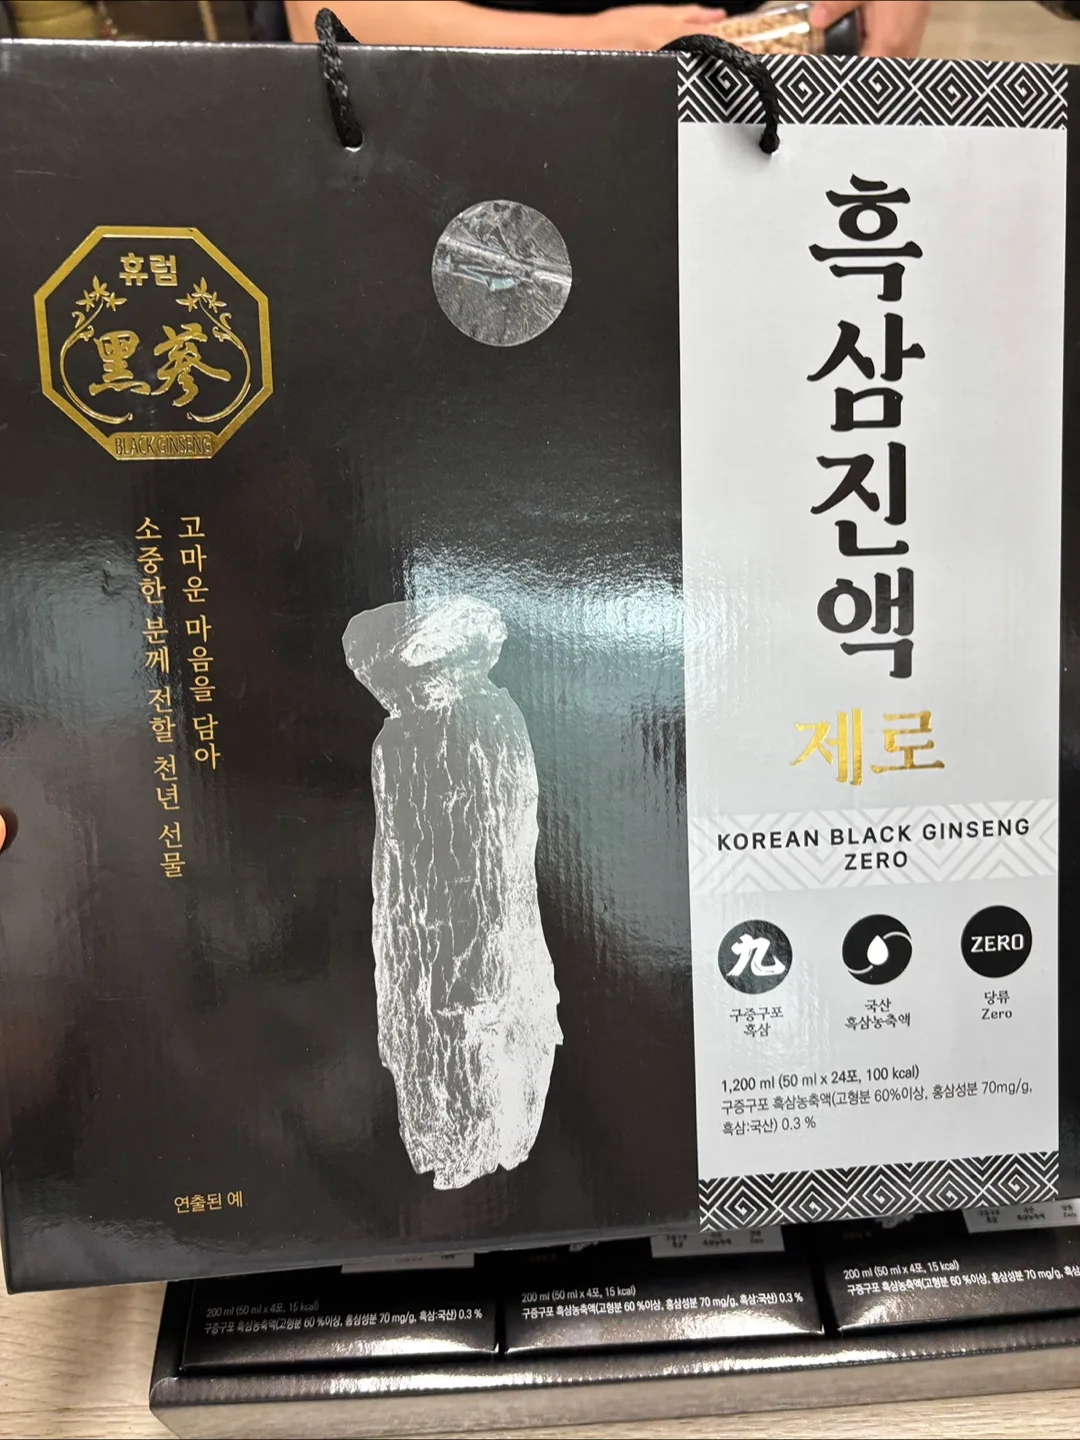 휴럼
黑蔘
BLACK GINSENG
고마운 마음을 담아
소중한 분께 전할 천년 선물
연출된 예
흑삼진액
제로
KOREAN BLACK GINSENG
ZERO
九
구증구포
흑삼
국산
흑삼농축액
ZERO
당류
Zero
1,200 ml (50 ml x 24포, 100 kcal)
구증구포 흑삼농축액(고형분 60%이상, 홍삼성분 70mg/g,
흑삼:국산) 0.3 %
200 ml (50 ml x 4포, 15 kcal)
구증구포 흑삼농축액(고형분 60 %이상, 홍삼성분 70 mg/g, 흑삼:국산) 0.3 %
200 ml (50 ml x 4포, 15 kcal)
구증구포 흑삼농축액(고형분 60 %이상, 홍삼성분 70 mg/g, 흑삼:국산) 0.3 %
200 ml (50 ml x 4포, 15 kcal)
구증구포 흑삼농축액(고형분 60 %이상, 홍삼성분 70 mg/g, 흑삼